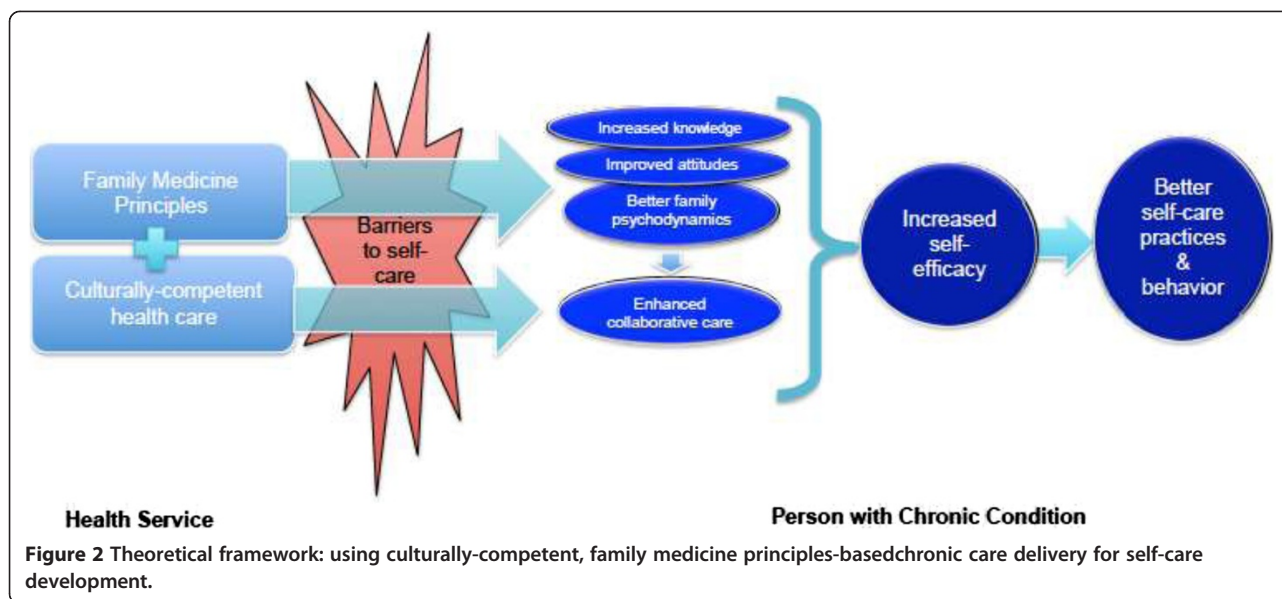 Family Medicine
Principles
Culturally-competent
health care
Barriers
to self-
care
Increased knowledge
Improved attitudes
Better family
psychodynamics
Enhanced
collaborative care
Increased
self-
efficacy
Better
self-care
practices
&
behavior
Health Service
Person with Chronic Condition
Figure 2 Theoretical framework: using culturally-competent, family medicine principles-basedchronic care delivery for self-care
development.